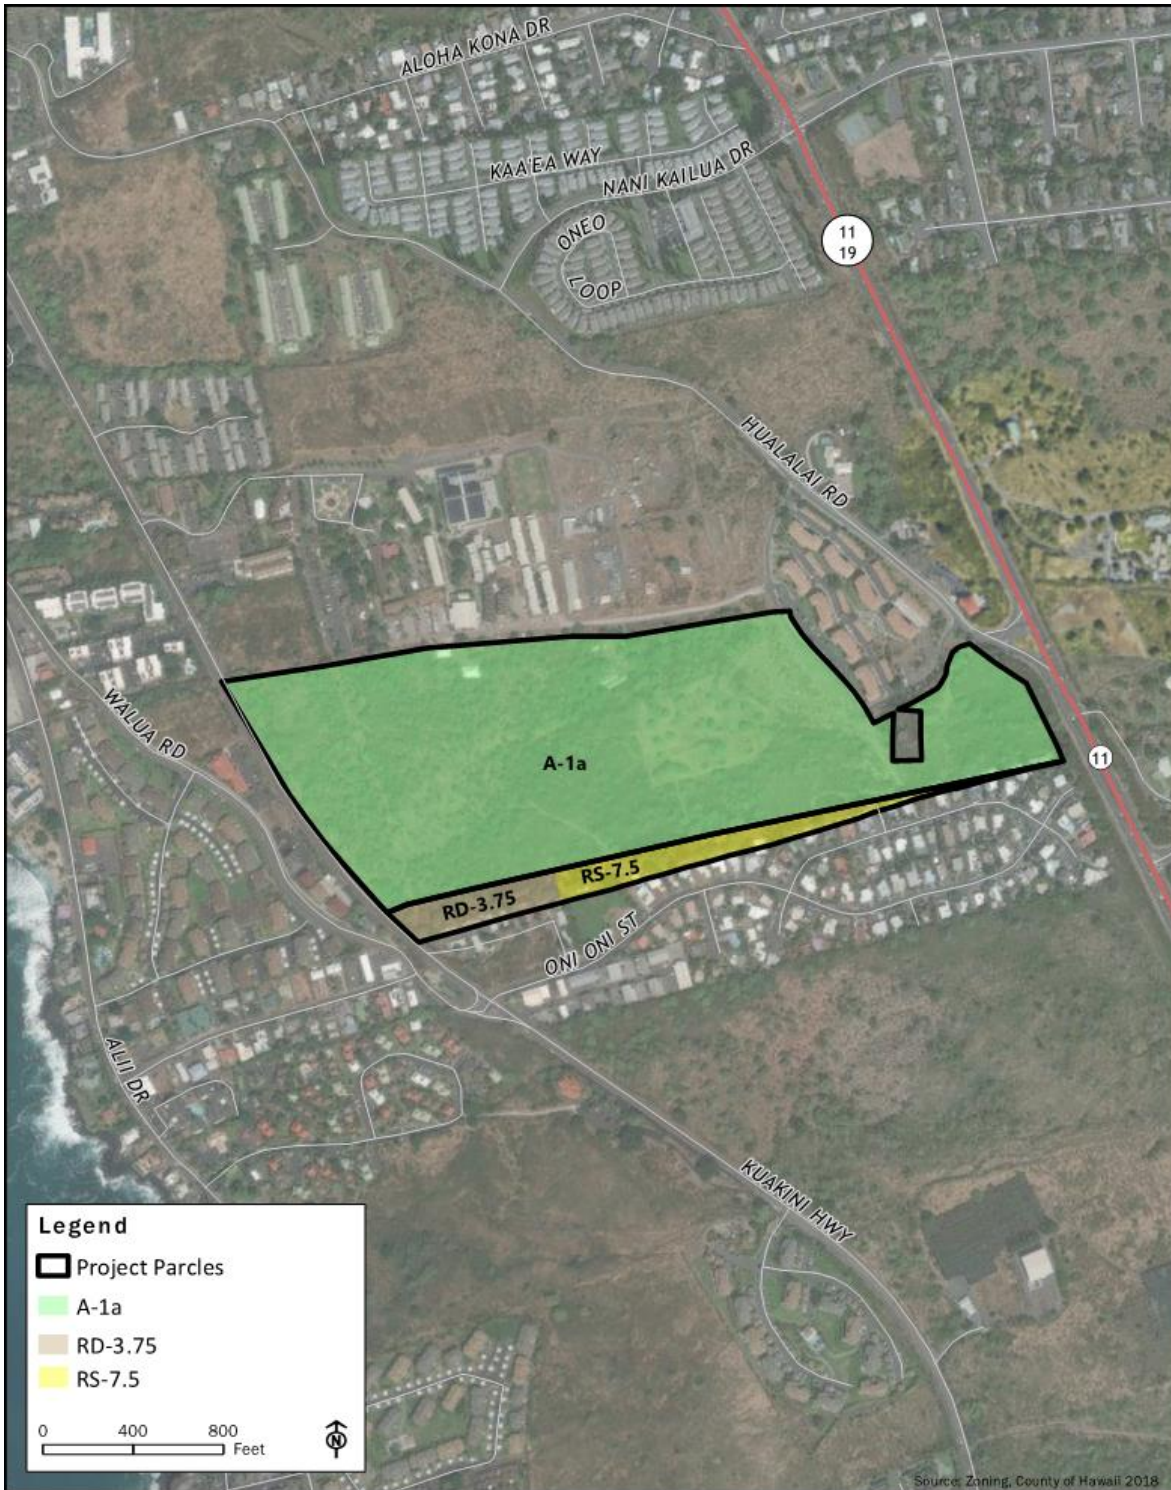 ALOHA KONA DR
KAA'EA WAY
NANI KAILUA DR
ONEO
LOOP
11
19
HUALALAI RD
WALUA RD
A-1a
11
RS-7.5
RD-3.75
ONI ONI ST
ALII DR
KUAKINI HWY
Legend
Project Parcles
A-1a
RD-3.75
RS-7.5
0 400 800
Feet
N
Source: Zoning, County of Hawaii 2018